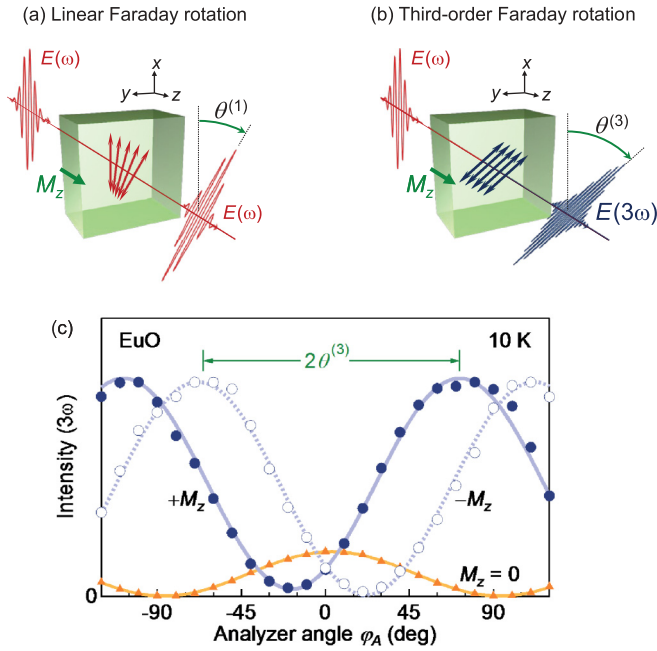 (a) Linear Faraday rotation
E(ω)
x
y
z
θ⁽¹⁾
M_z
E(ω)
(b) Third-order Faraday rotation
E(ω)
x
y
z
θ⁽³⁾
M_z
E(3ω)
(c)
EuO
10 K
2θ⁽³⁾
Intensity (3ω)
+M_z
−M_z
M_z = 0
0
-90
-45
0
45
90
Analyzer angle φ_A (deg)